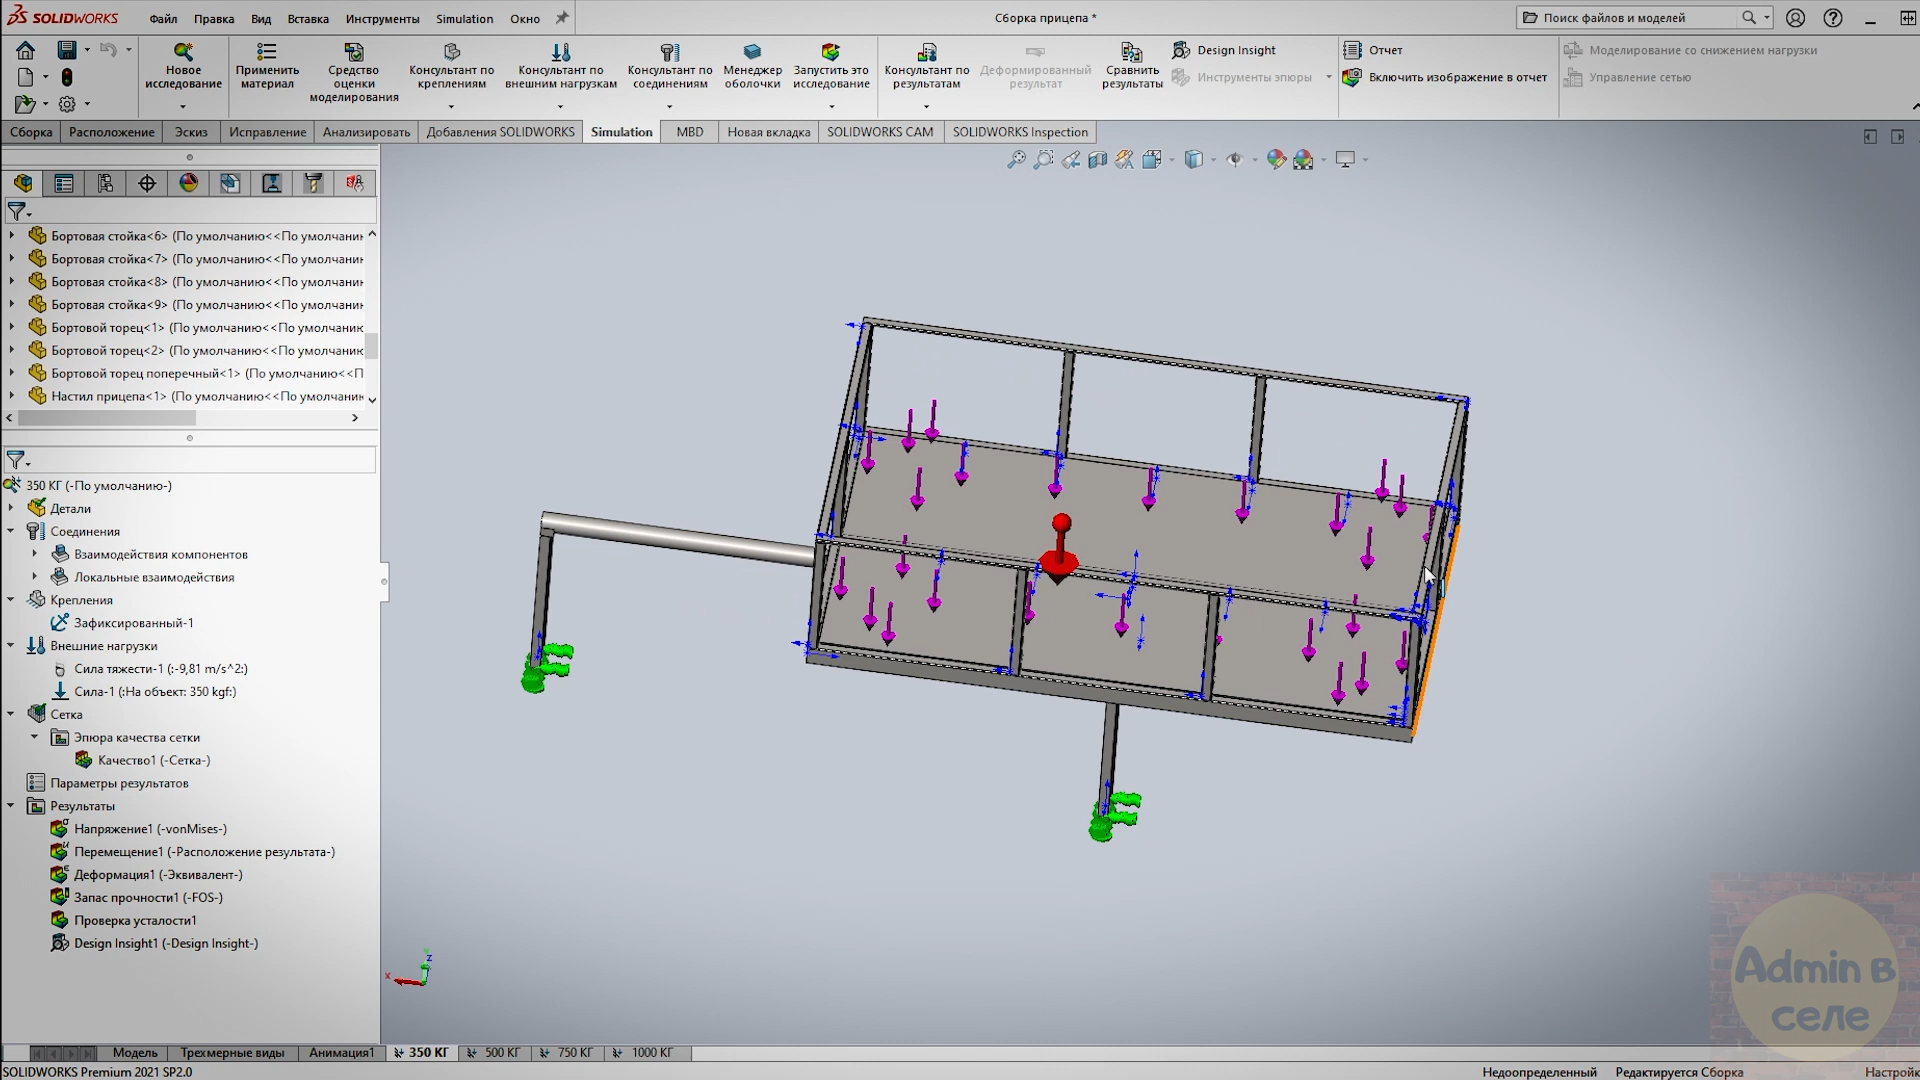 SOLIDWORKS
Файл Правка Вид Вставка Инструменты Simulation Окно
Сборка прицепа *
Поиск файлов и моделей
Новое исследование
Применить материал
Средство оценки моделирования
Консультант по креплениям
Консультант по внешним нагрузкам
Консультант по соединениям
Менеджер оболочки
Запустить это исследование
Консультант по результатам
Деформированный результат
Сравнить результаты
Design Insight
Инструменты эпюры
Отчет
Включить изображение в отчет
Моделирование со снижением нагрузки
Управление сетью
Сборка Расположение Эскиз Исправление Анализировать Добавления SOLIDWORKS Simulation MBD Новая вкладка SOLIDWORKS CAM SOLIDWORKS Inspection
Бортовая стойка<6> (По умолчанию<<По умолчани
Бортовая стойка<7> (По умолчанию<<По умолчани
Бортовая стойка<8> (По умолчанию<<По умолчани
Бортовая стойка<9> (По умолчанию<<По умолчани
Бортовой торец<1> (По умолчанию<<По умолчанию
Бортовой торец<2> (По умолчанию<<По умолчанию
Бортовой торец поперечный<1> (По умолчанию<<П
Настил прицепа<1> (По умолчанию<<По умолчани
350 КГ (-По умолчанию-)
Детали
Соединения
Взаимодействия компонентов
Локальные взаимодействия
Крепления
Зафиксированный-1
Внешние нагрузки
Сила тяжести-1 (:-9,81 m/s^2:)
Сила-1 (:На объект: 350 kgf:)
Сетка
Эпюра качества сетки
Качество1 (-Сетка-)
Параметры результатов
Результаты
Напряжение1 (-vonMises-)
Перемещение1 (-Расположение результата-)
Деформация1 (-Эквивалент-)
Запас прочности1 (-FOS-)
Проверка усталости1
Design Insight1 (-Design Insight-)
x
z
Admin в
селе
Модель Трехмерные виды Анимация1 350 КГ 500 КГ 750 КГ 1000 КГ
SOLIDWORKS Premium 2021 SP2.0
Недоопределенный Редактируется Сборка Настройк